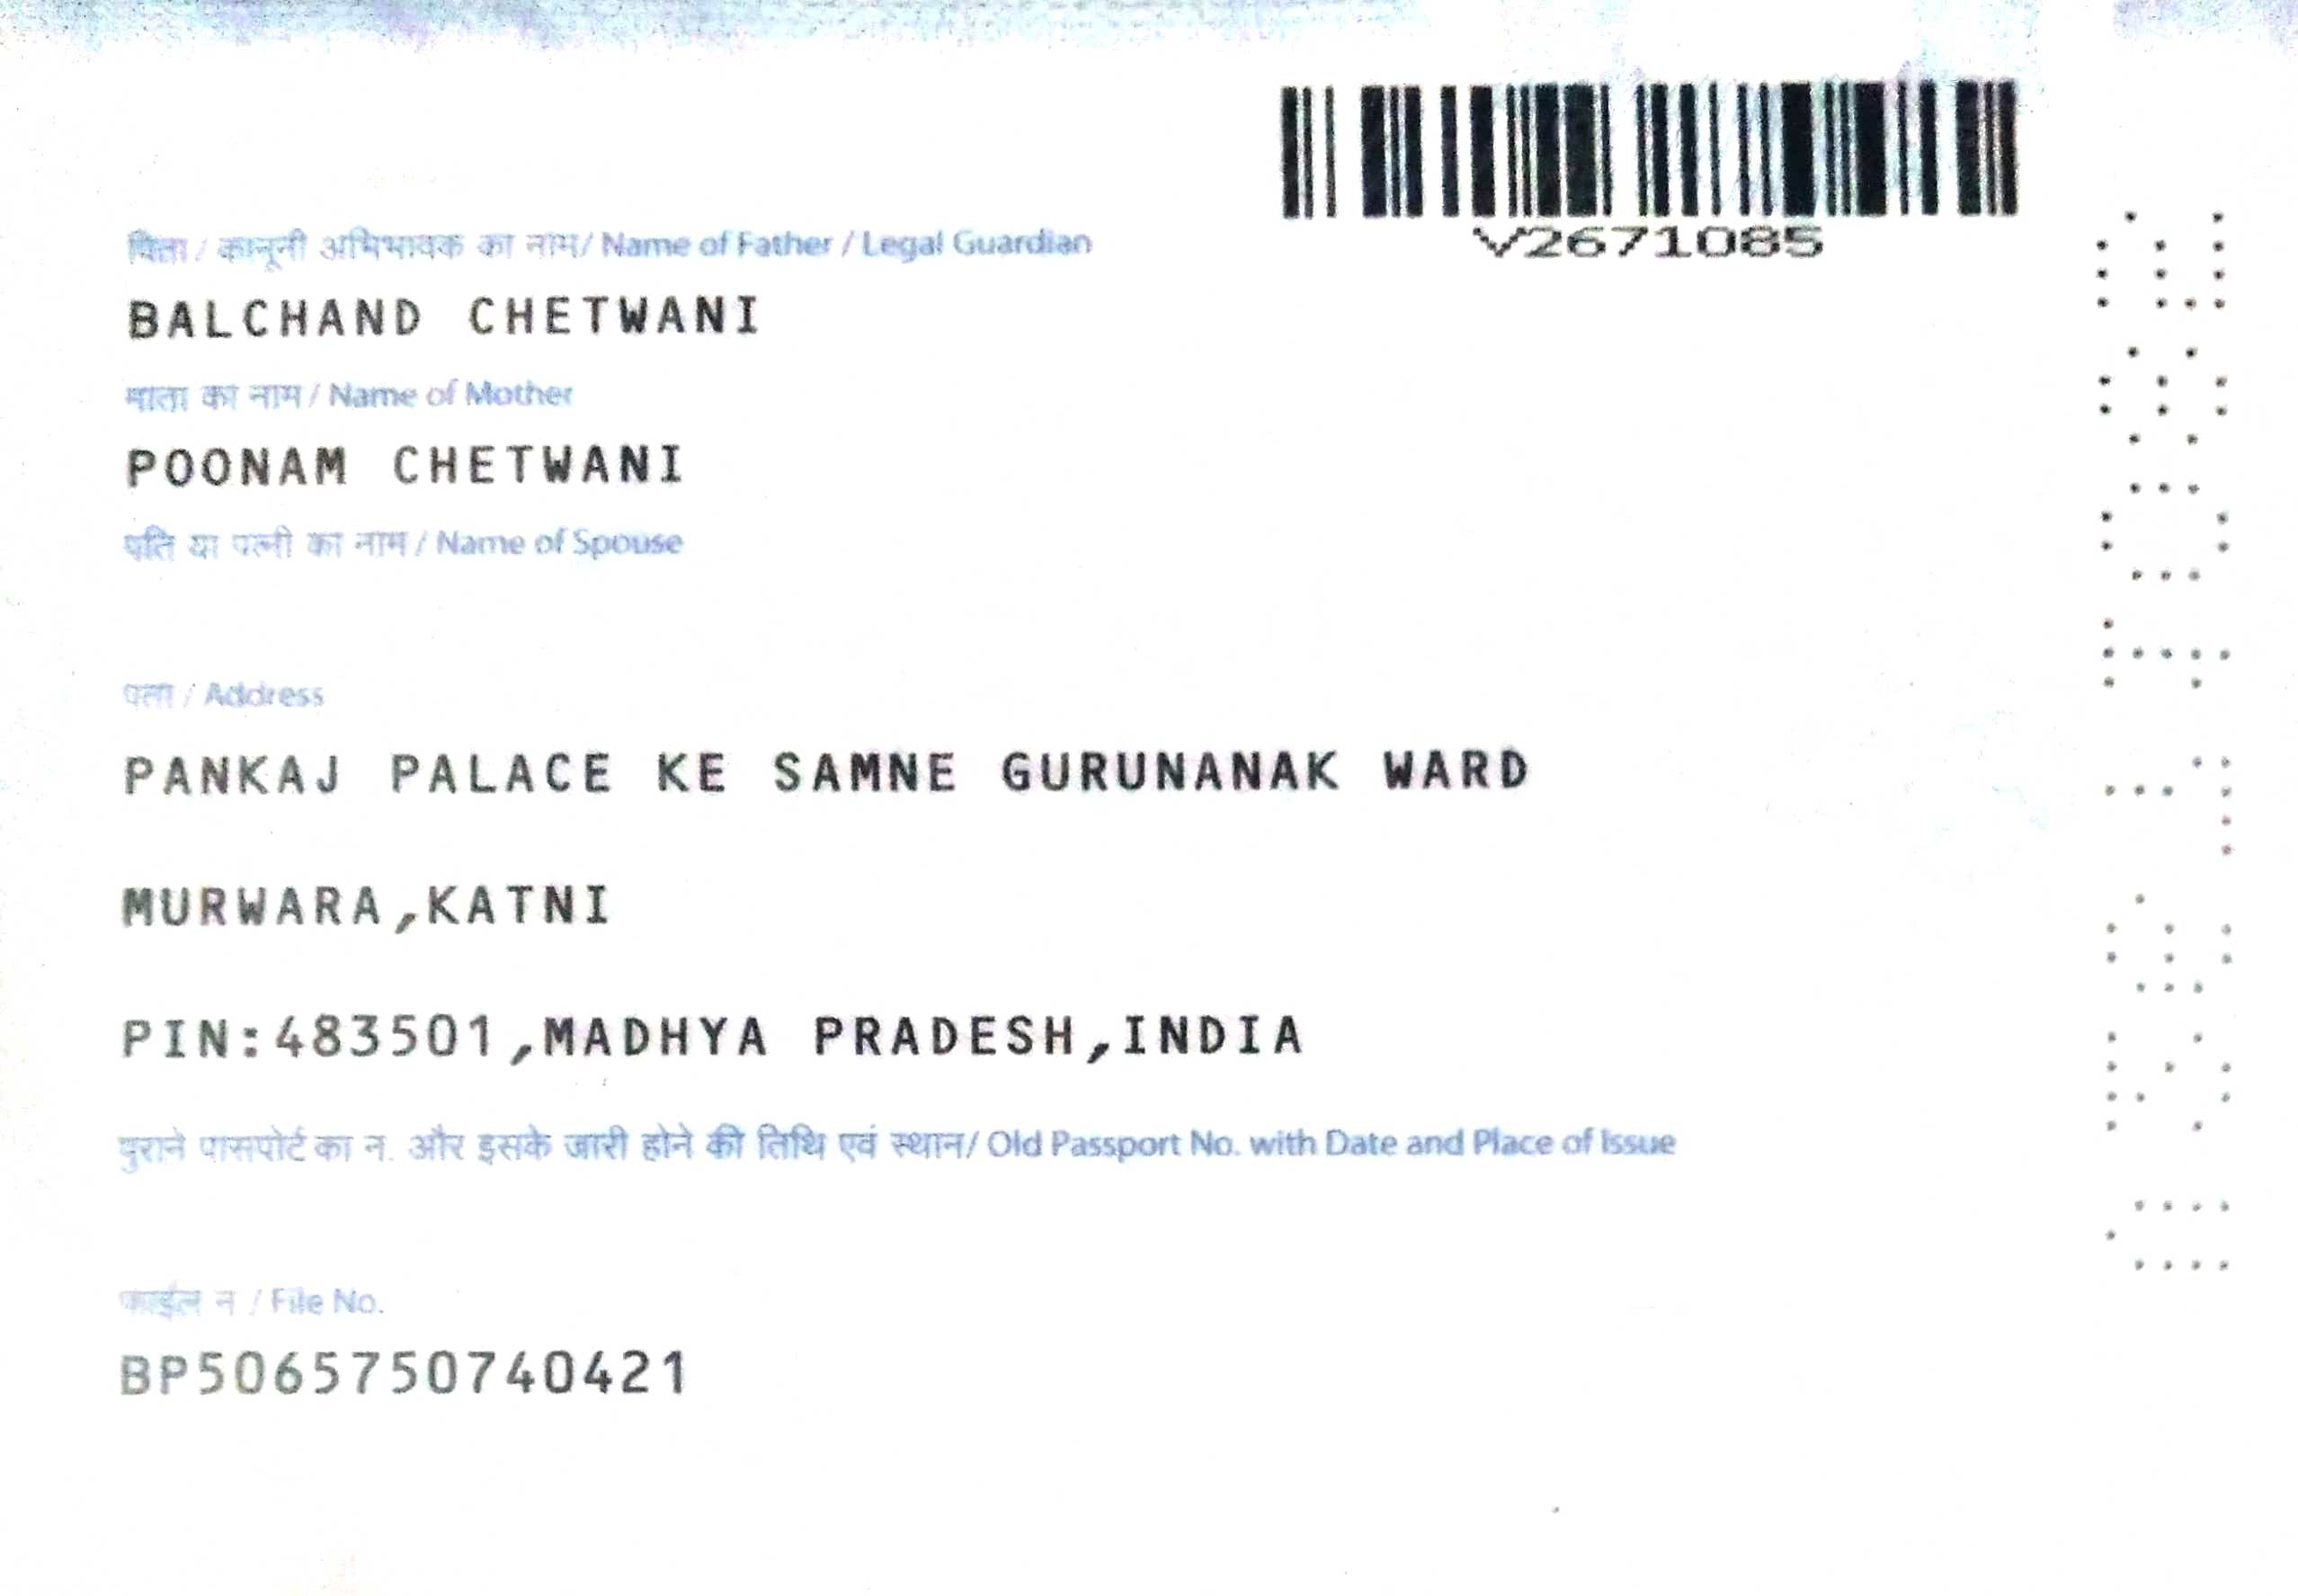 V2671085
पिता / कानूनी अभिभावक का नाम/ Name of Father / Legal Guardian
BALCHAND CHETWANI
माता का नाम / Name of Mother
POONAM CHETWANI
पति या पत्नी का नाम / Name of Spouse
पता / Address
PANKAJ PALACE KE SAMNE GURUNANAK WARD
MURWARA,KATNI
PIN:483501,MADHYA PRADESH,INDIA
पुराने पासपोर्ट का न. और इसके जारी होने की तिथि एवं स्थान/ Old Passport No. with Date and Place of Issue
फाईल न / File No.
BP5065750740421
V2671085